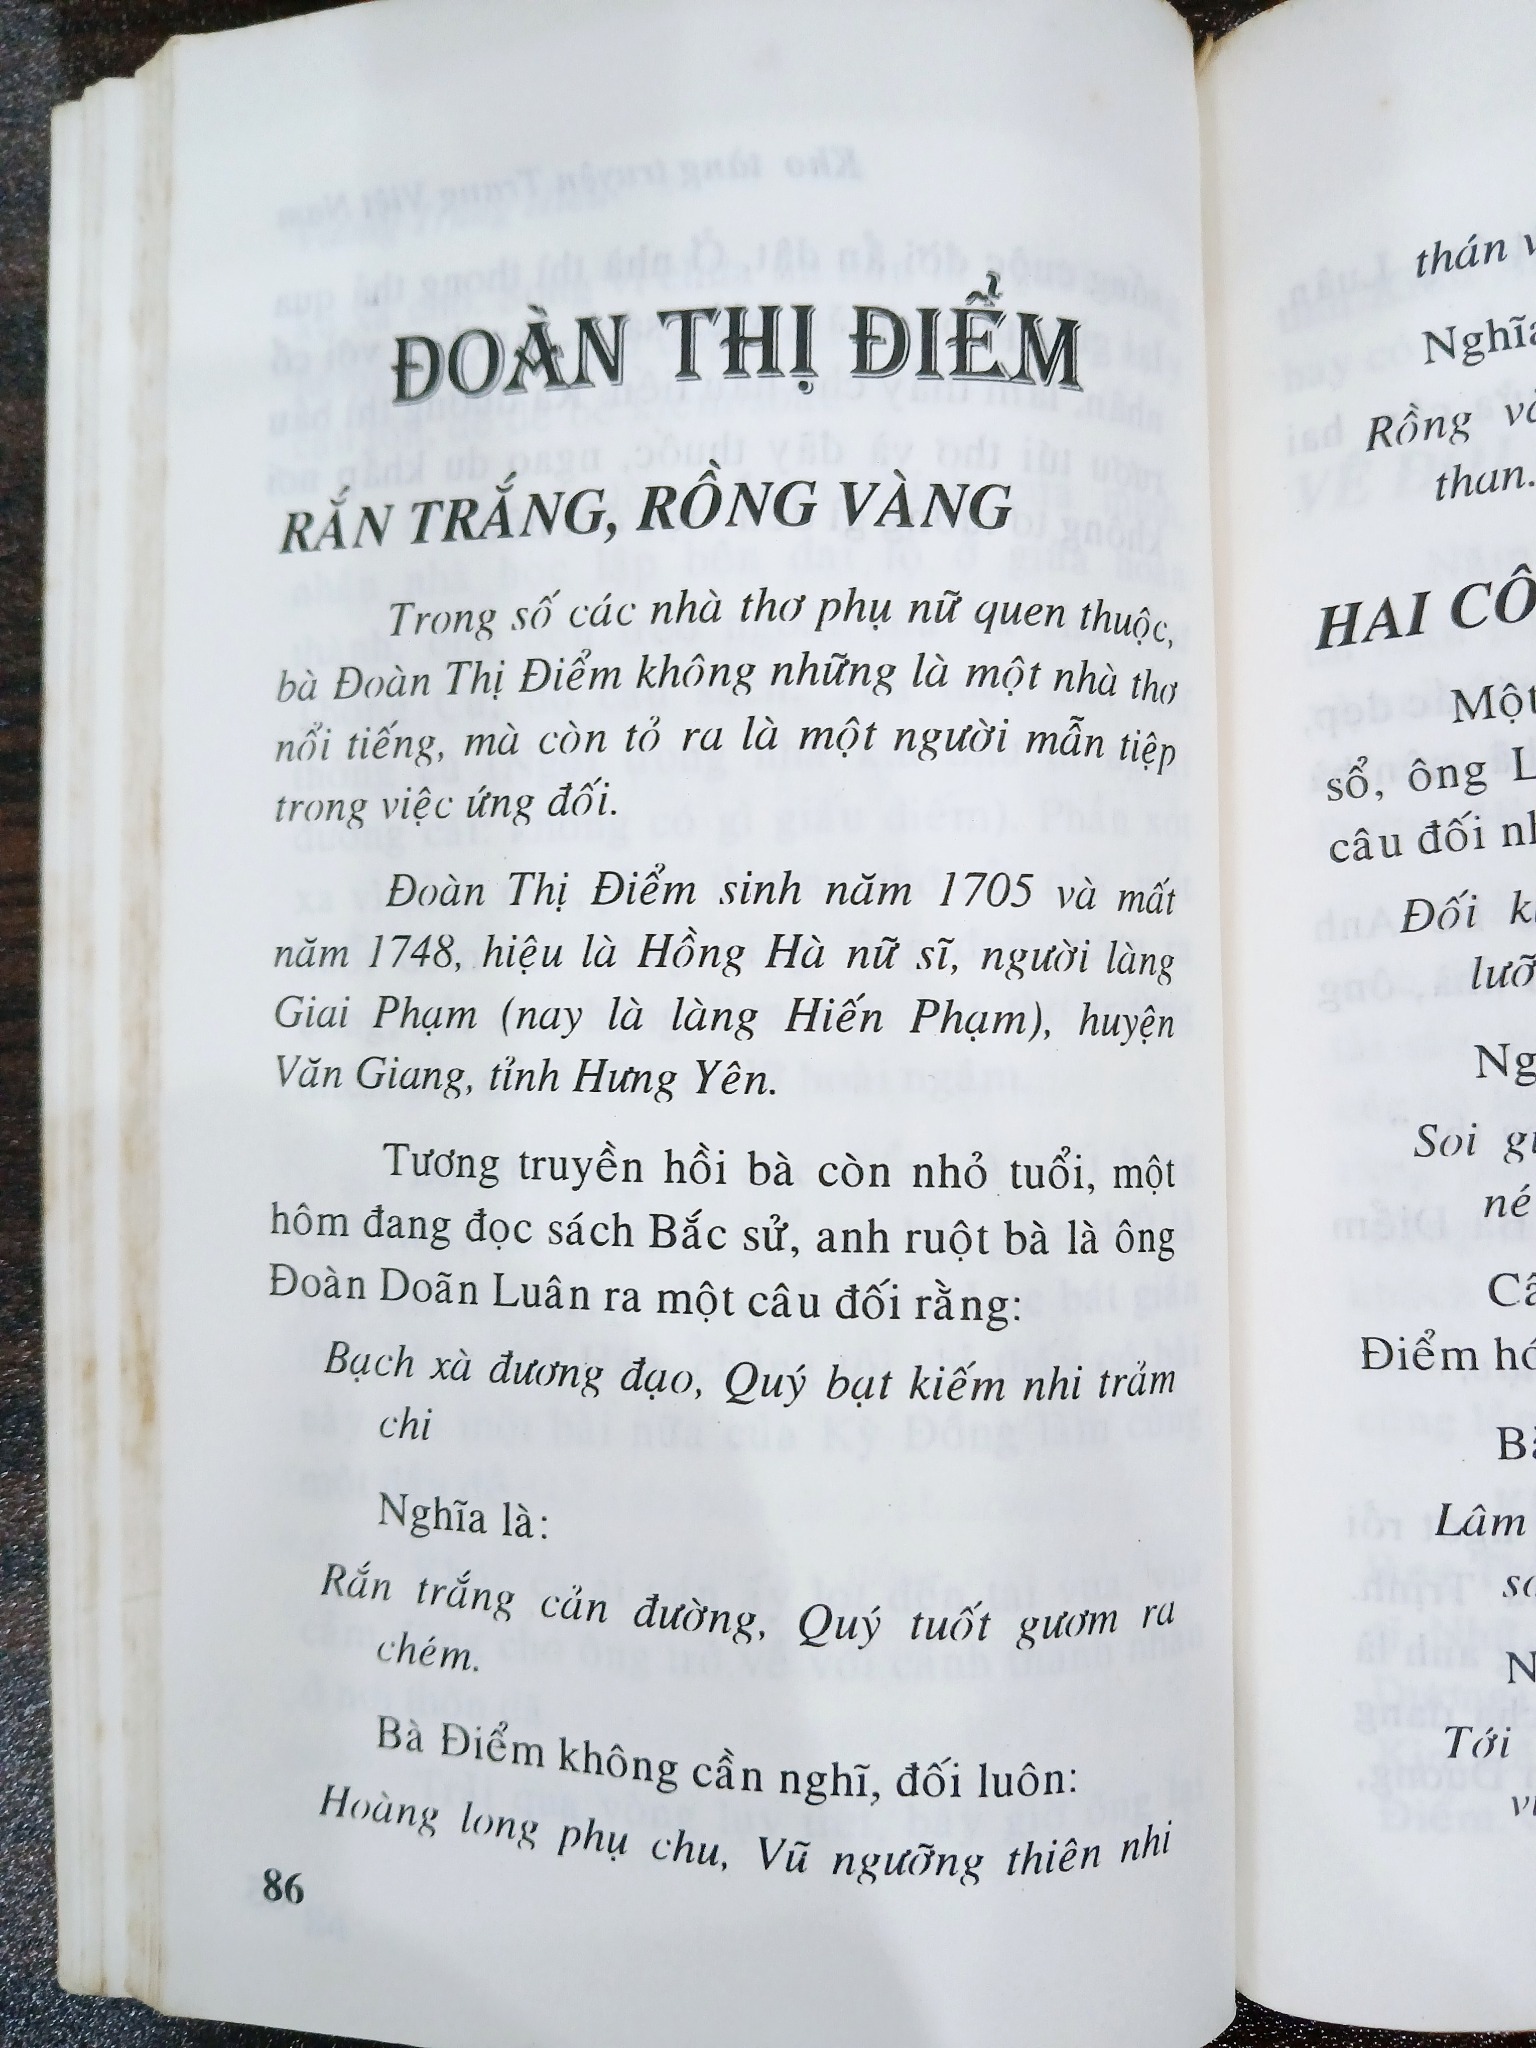 ĐOÀN THỊ ĐIỂM
RẮN TRẮNG, RỒNG VÀNG
Trong số các nhà thơ phụ nữ quen thuộc,
bà Đoàn Thị Điểm không những là một nhà thơ
nổi tiếng, mà còn tỏ ra là một người mẫn tiệp
trong việc ứng đối.
Đoàn Thị Điểm sinh năm 1705 và mất
năm 1748, hiệu là Hồng Hà nữ sĩ, người làng
Giai Phạm (nay là làng Hiến Phạm), huyện
Văn Giang, tỉnh Hưng Yên.
Tương truyền hồi bà còn nhỏ tuổi, một
hôm đang đọc sách Bắc sử, anh ruột bà là ông
Đoàn Doãn Luân ra một câu đối rằng:
Bạch xà đương đạo, Quý bạt kiếm nhi trảm
chi
Nghĩa là:
Rắn trắng cản đường, Quý tuốt gươm ra
chém.
Bà Điểm không cần nghĩ, đối luôn:
Hoàng long phụ chu, Vũ ngưỡng thiên nhi
86
thán
Rồng
than.
HAI CÔ
Một
sổ, ông
câu đối
Đối
Soi
né
Điểm
Lâm
Tới